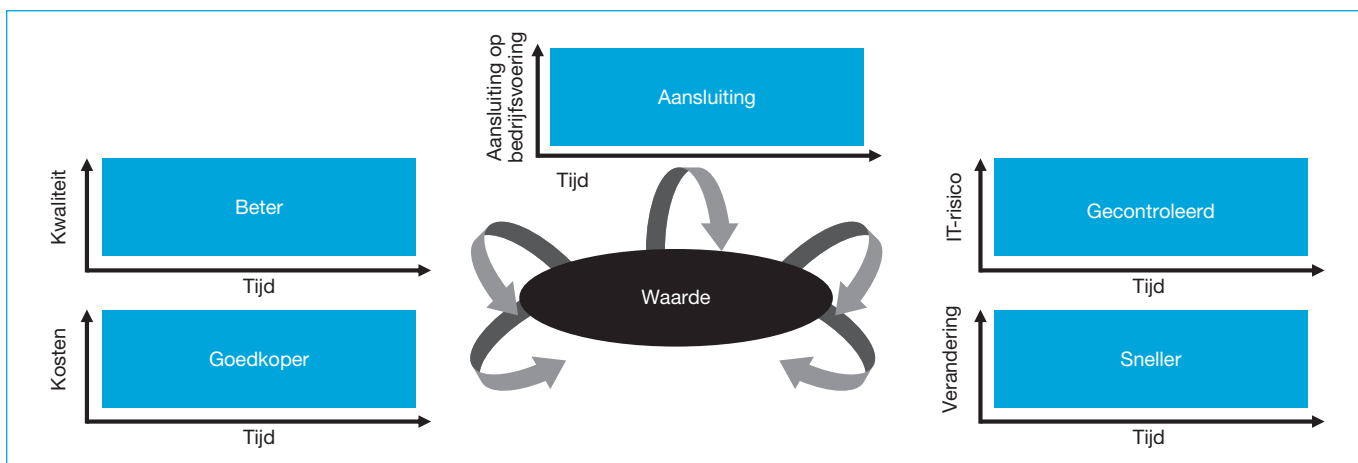 Aansluiting op
bedrijfsvoering
Aansluiting
Tijd
Kwaliteit
Beter
Tijd
IT-risico
Gecontroleerd
Tijd
Waarde
Kosten
Goedkoper
Tijd
Verandering
Sneller
Tijd